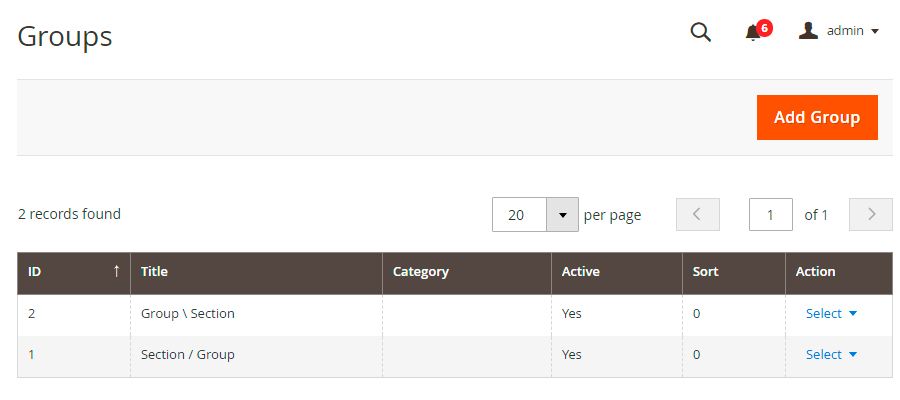 Groups
6
admin
Add Group
2 records found
20
per page
1
of 1
ID ↑ Title Category Active Sort Action
2 Group \ Section Yes 0 Select
1 Section / Group Yes 0 Select